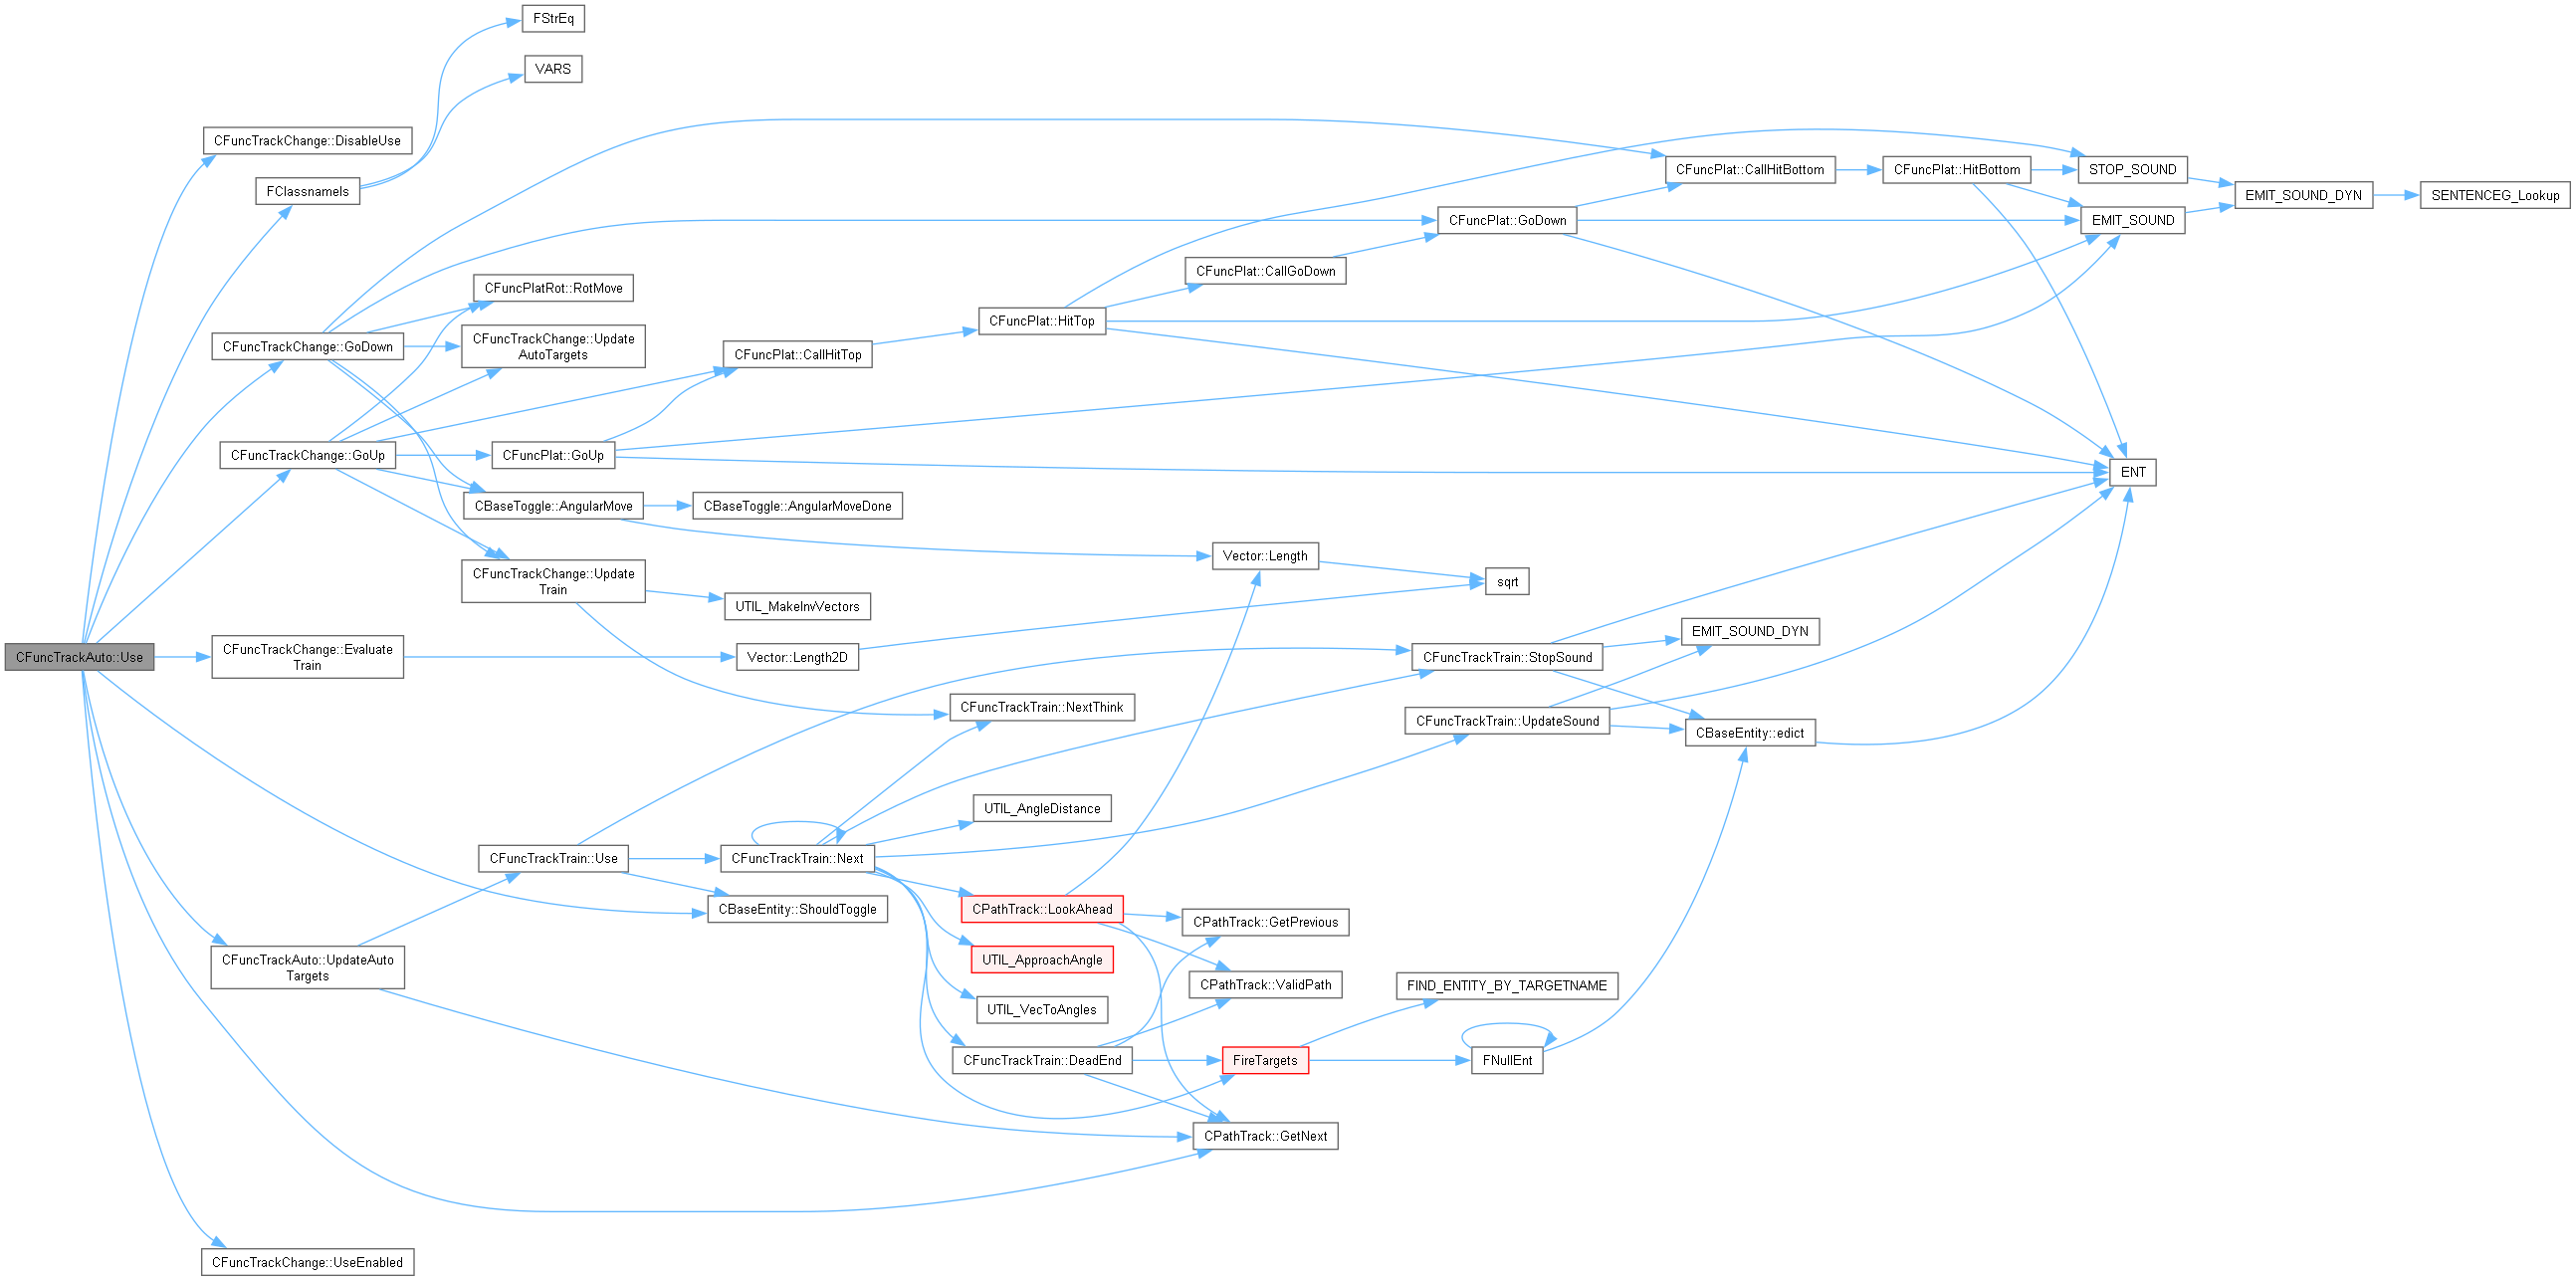 FStrEq
VARS
CFuncTrackChange::DisableUse
FClassnameIs
CFuncPlat::CallHitBottom
CFuncPlat::HitBottom
STOP_SOUND
EMIT_SOUND_DYN
SENTENCEG_Lookup
CFuncPlat::GoDown
EMIT_SOUND
CFuncPlat::CallGoDown
CFuncPlatRot::RotMove
CFuncPlat::HitTop
CFuncTrackChange::GoDown
CFuncTrackChange::Update
AutoTargets
CFuncPlat::CallHitTop
CFuncTrackChange::GoUp
CFuncPlat::GoUp
ENT
CBaseToggle::AngularMove
CBaseToggle::AngularMoveDone
Vector::Length
CFuncTrackChange::Update
Train
sqrt
UTIL_MakeInvVectors
EMIT_SOUND_DYN
CFuncTrackAuto::Use
CFuncTrackChange::Evaluate
Train
Vector::Length2D
CFuncTrackTrain::StopSound
CFuncTrackTrain::NextThink
CFuncTrackTrain::UpdateSound
CBaseEntity::edict
UTIL_AngleDistance
CFuncTrackTrain::Use
CFuncTrackTrain::Next
CBaseEntity::ShouldToggle
CPathTrack::LookAhead
CPathTrack::GetPrevious
CFuncTrackAuto::UpdateAuto
Targets
UTIL_ApproachAngle
CPathTrack::ValidPath
FIND_ENTITY_BY_TARGETNAME
UTIL_VecToAngles
CFuncTrackTrain::DeadEnd
FireTargets
FNullEnt
CPathTrack::GetNext
CFuncTrackChange::UseEnabled